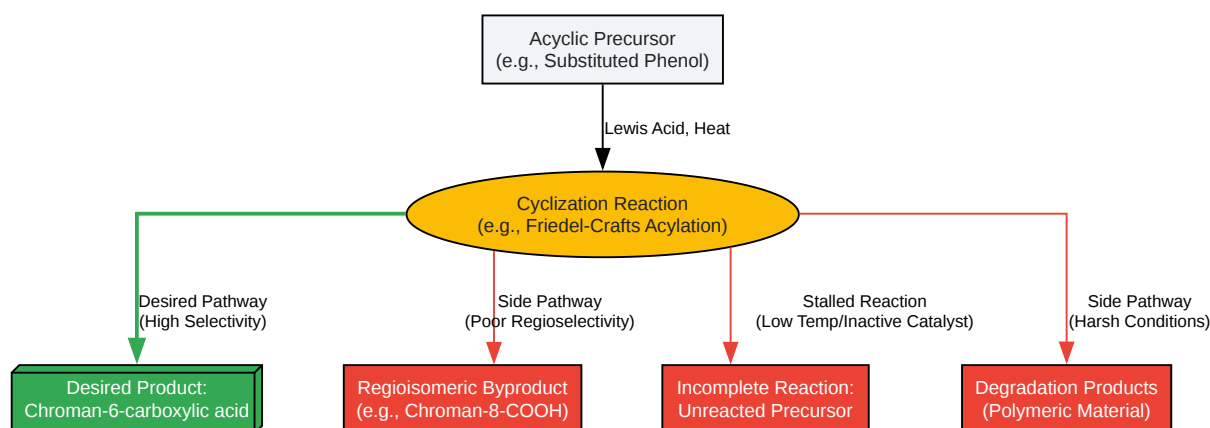 Acyclic Precursor
(e.g., Substituted Phenol)
Lewis Acid, Heat
Cyclization Reaction
(e.g., Friedel-Crafts Acylation)
Desired Pathway
(High Selectivity)
Side Pathway
(Poor Regioselectivity)
Stalled Reaction
(Low Temp/Inactive Catalyst)
Side Pathway
(Harsh Conditions)
Desired Product:
Chroman-6-carboxylic acid
Regioisomeric Byproduct
(e.g., Chroman-8-COOH)
Incomplete Reaction:
Unreacted Precursor
Degradation Products
(Polymeric Material)